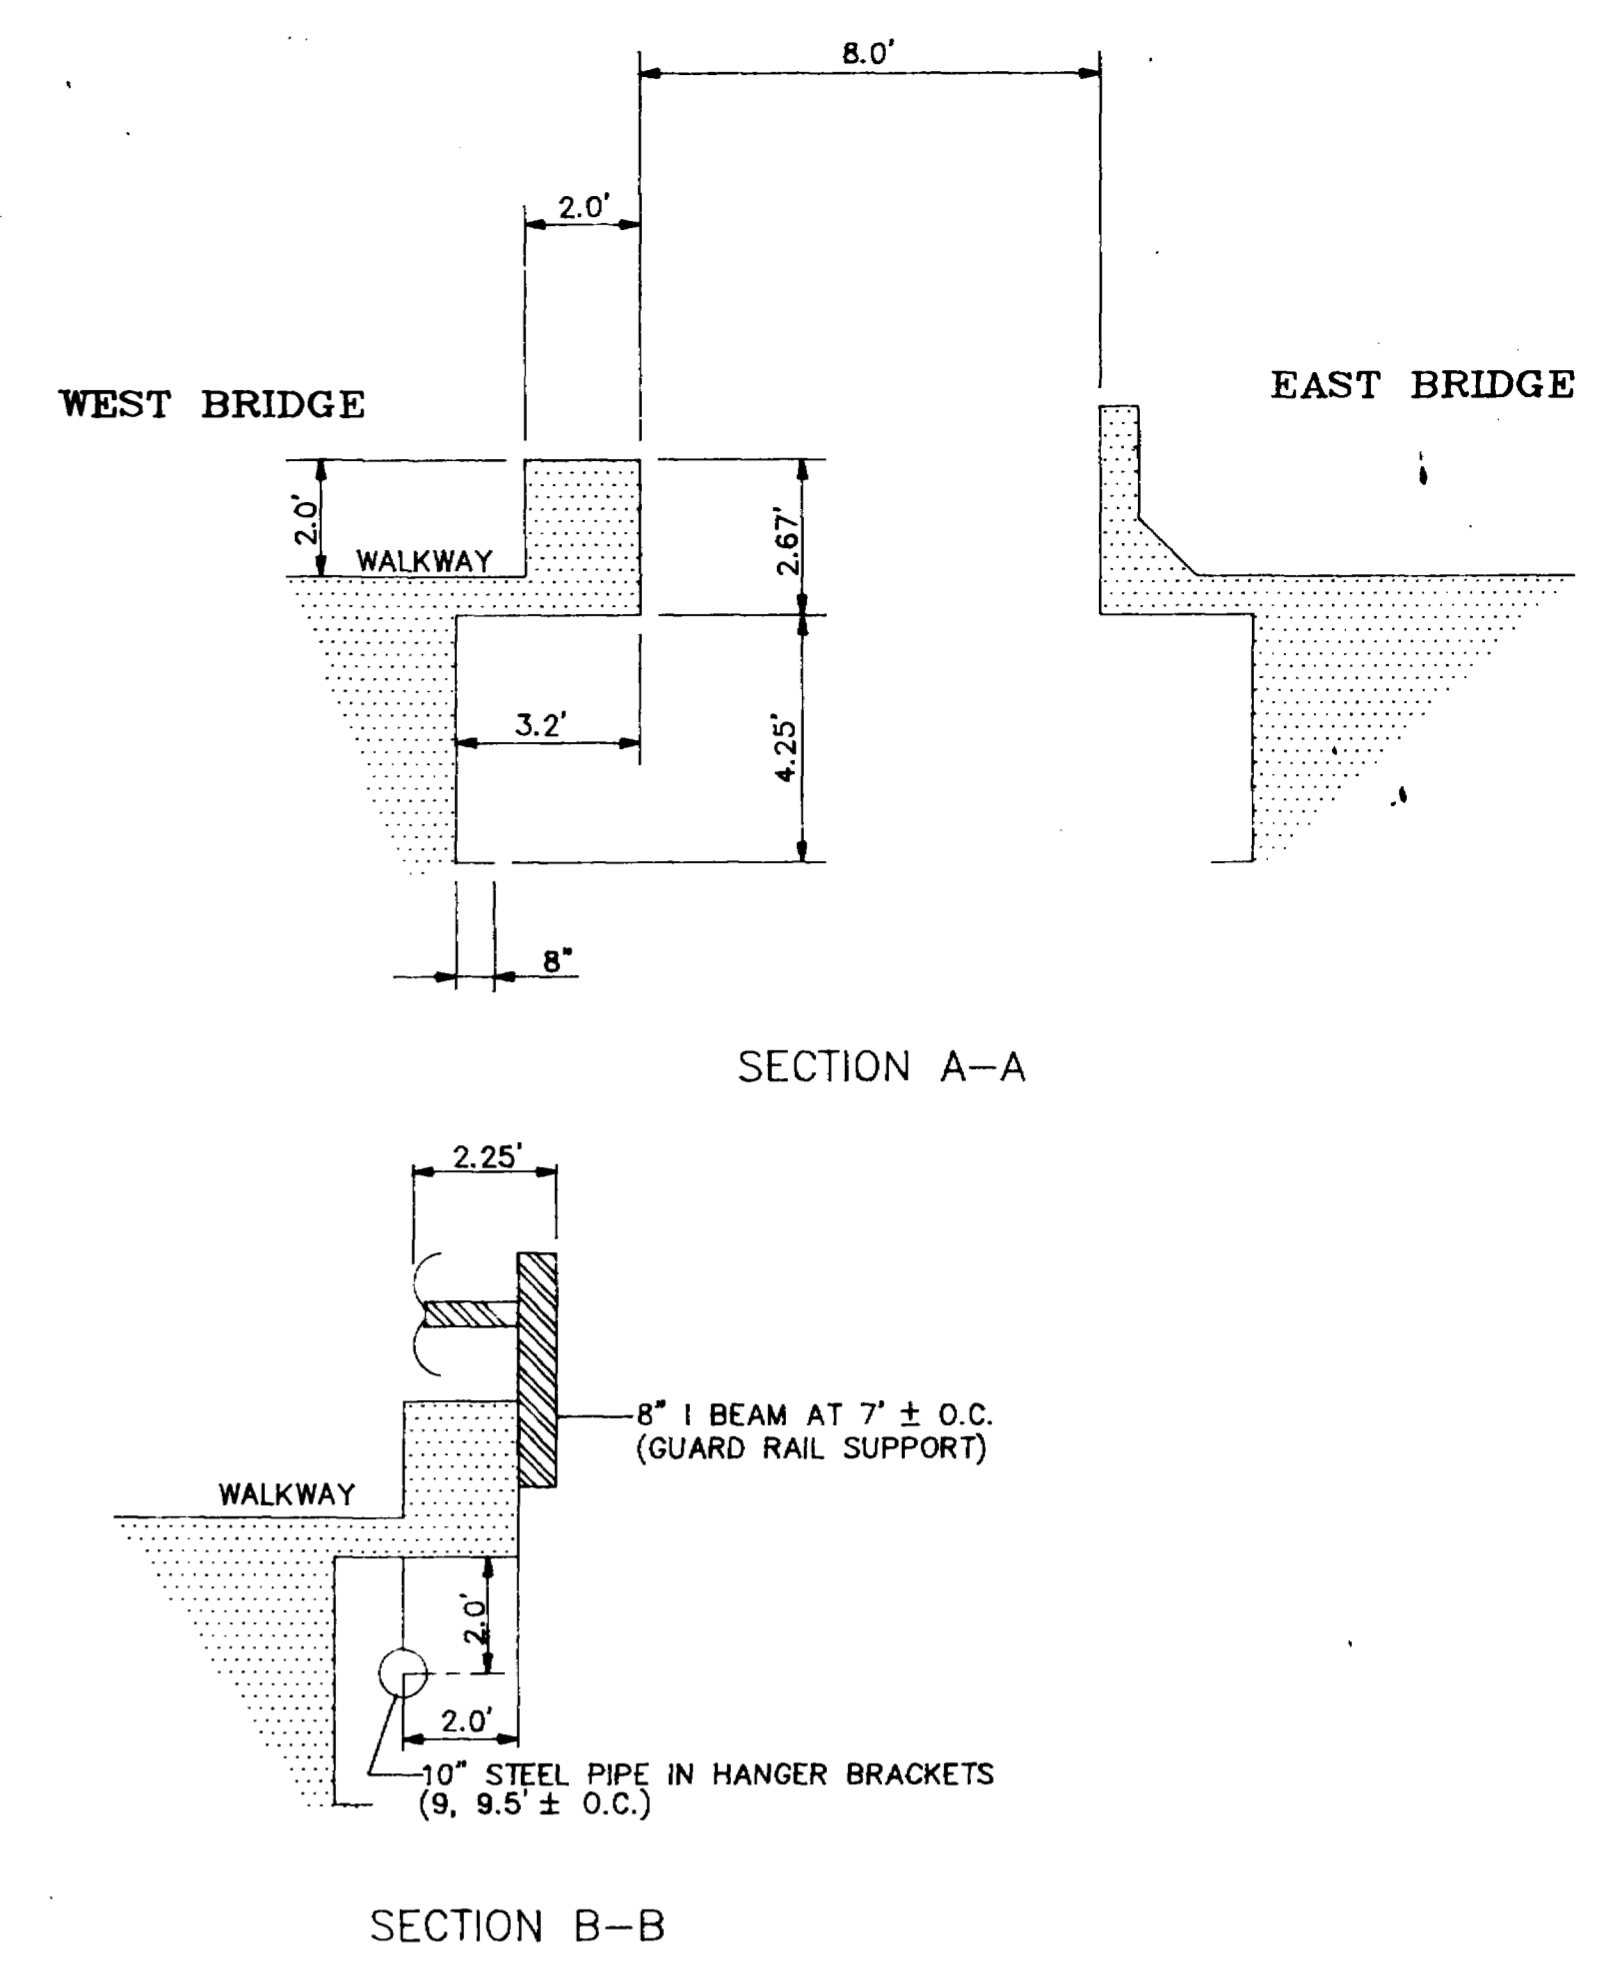 8.0'
2.0'
WEST BRIDGE
EAST BRIDGE
2.0'
WALKWAY
2.67'
3.2'
4.25'
8"
SECTION A-A
2.25'
8" I BEAM AT 7' ± O.C.
(GUARD RAIL SUPPORT)
WALKWAY
2.0'
2.0'
10" STEEL PIPE IN HANGER BRACKETS
(9, 9.5' ± O.C.)
SECTION B-B